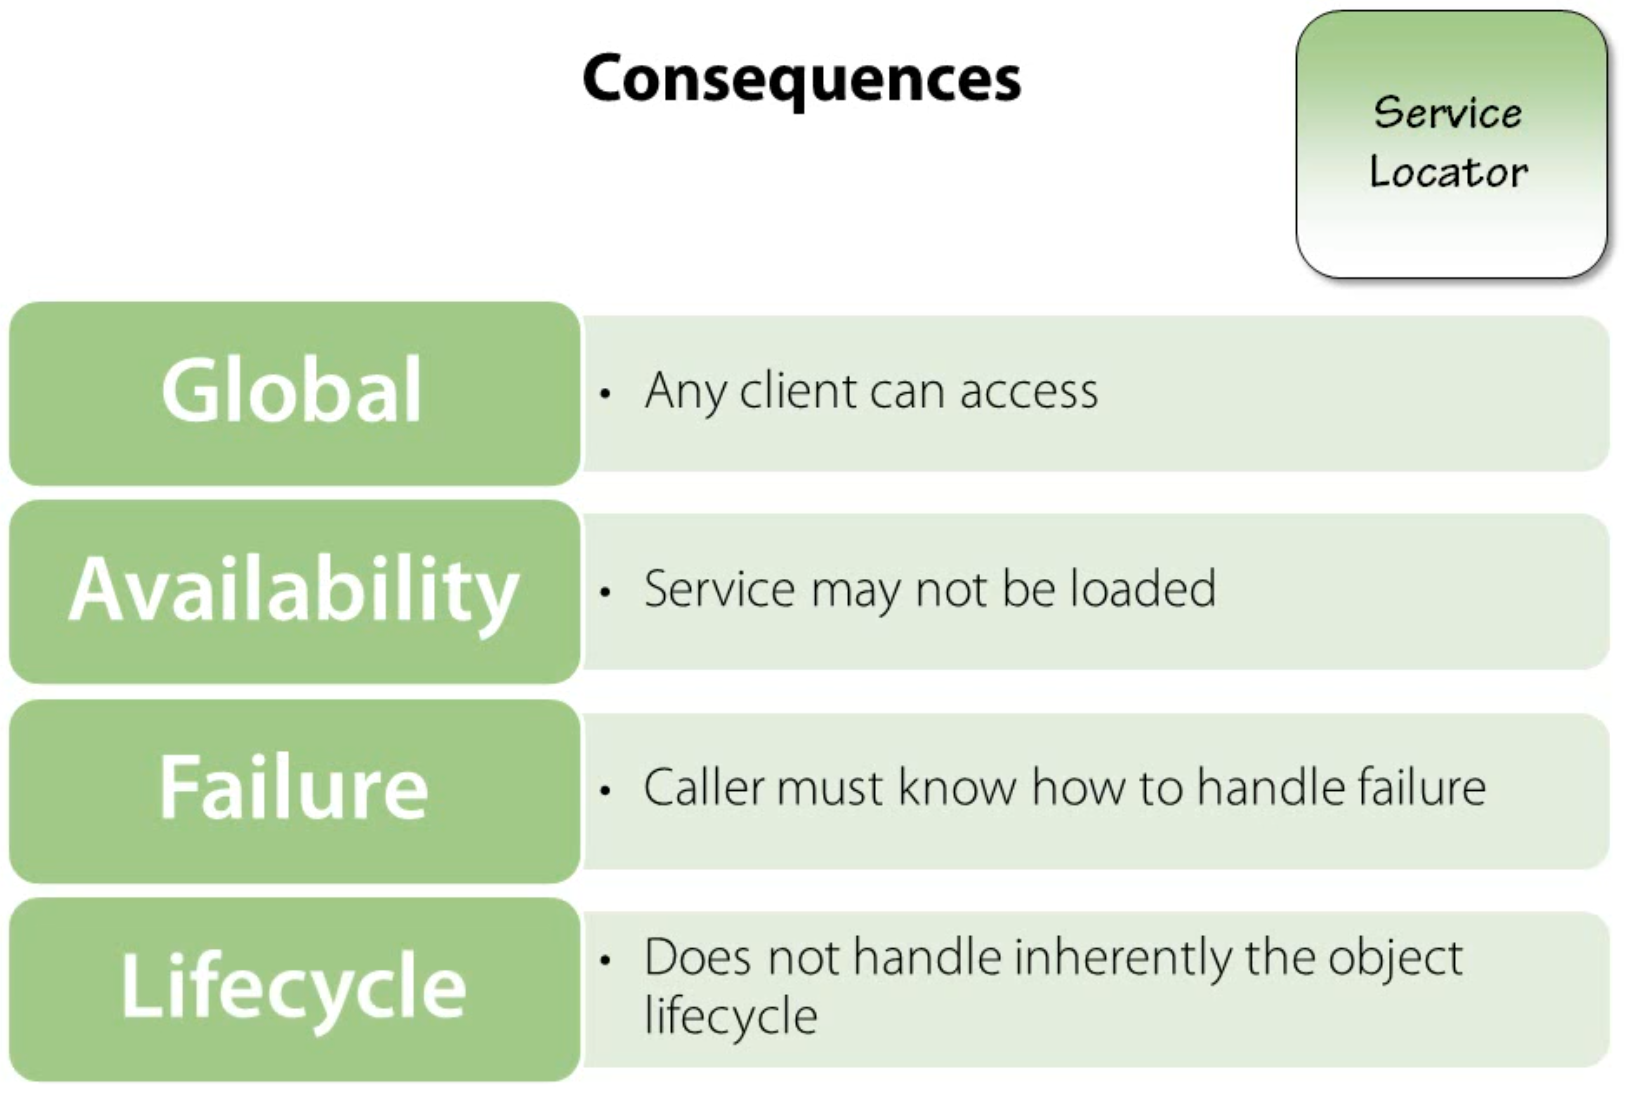 Consequences
Service
Locator
Global
• Any client can access
Availability
• Service may not be loaded
Failure
• Caller must know how to handle failure
Lifecycle
• Does not handle inherently the object
lifecycle